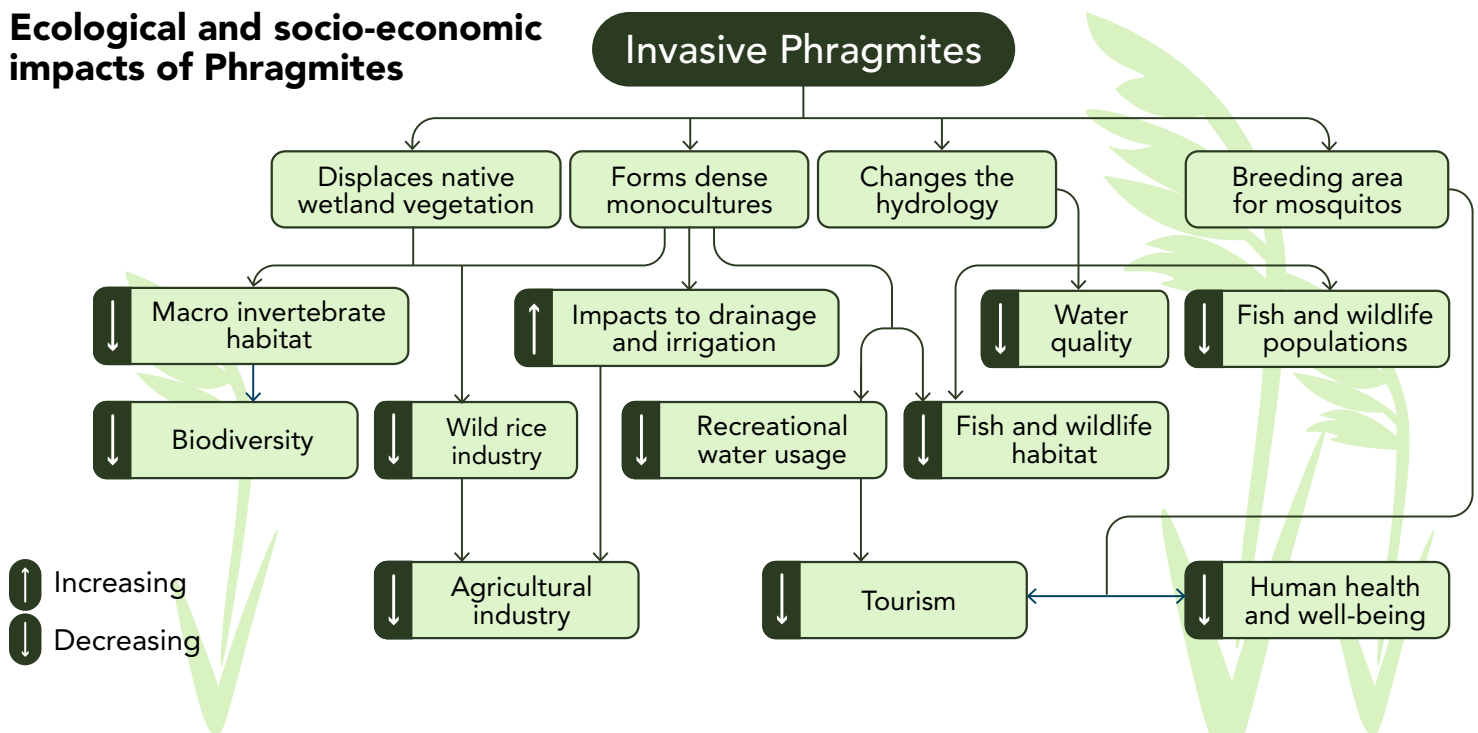 Ecological and socio-economic
impacts of Phragmites
Invasive Phragmites
Displaces native
wetland vegetation
Forms dense
monocultures
Changes the
hydrology
Breeding area
for mosquitos
Macro invertebrate
habitat
Impacts to drainage
and irrigation
Water
quality
Fish and wildlife
populations
Biodiversity
Wild rice
industry
Recreational
water usage
Fish and wildlife
habitat
Agricultural
industry
Tourism
Human health
and well-being
Increasing
Decreasing